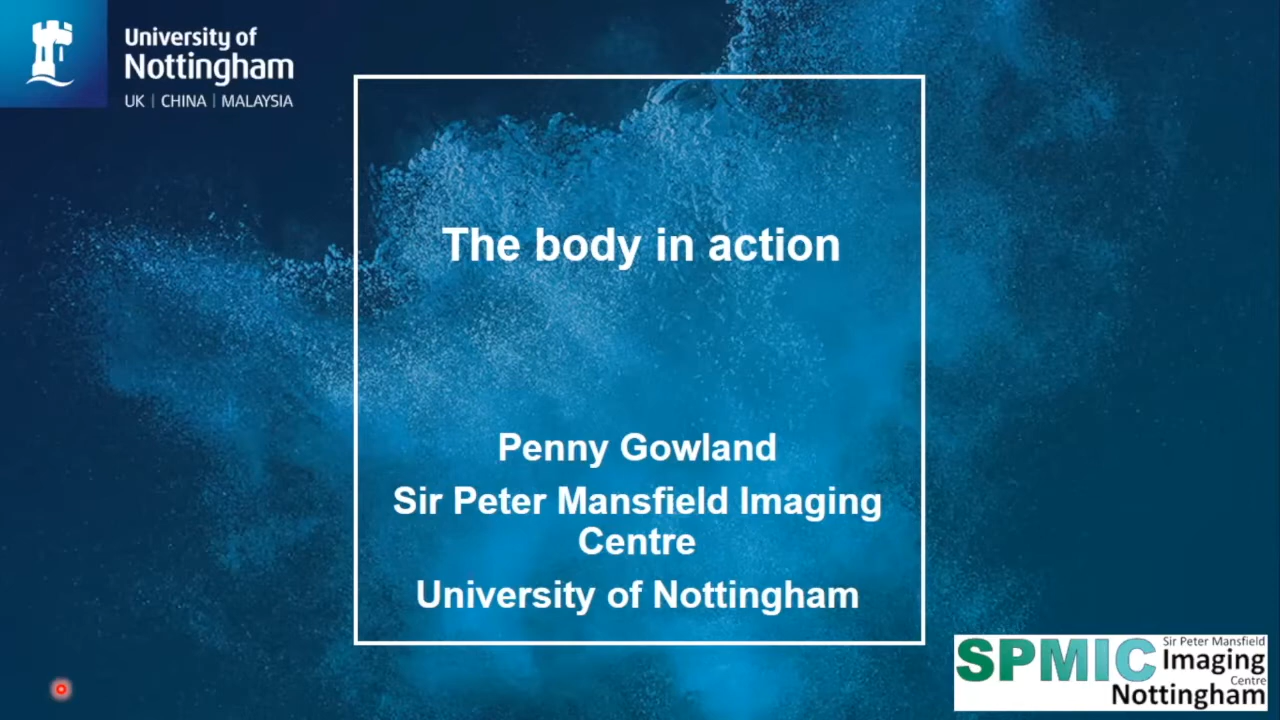 University of
Nottingham
UK | CHINA | MALAYSIA
The body in action
Penny Gowland
Sir Peter Mansfield Imaging
Centre
University of Nottingham
SPMIC
Sir Peter Mansfield
Imaging
Centre
Nottingham